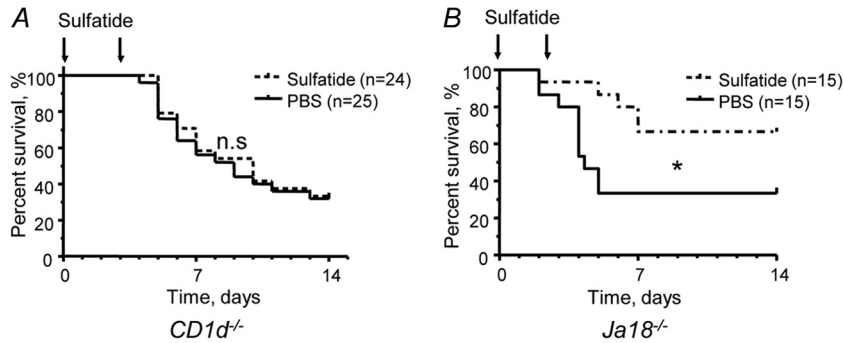 A
Sulfatide
Percent survival, %
100
80
60
40
20
0
Sulfatide (n=24)
PBS (n=25)
n.s
0
7
14
Time, days
CD1d-/-
B
Sulfatide
Percent survival, %
100
80
60
40
20
0
Sulfatide (n=15)
PBS (n=15)
*
0
7
14
Time, days
Ja18-/-